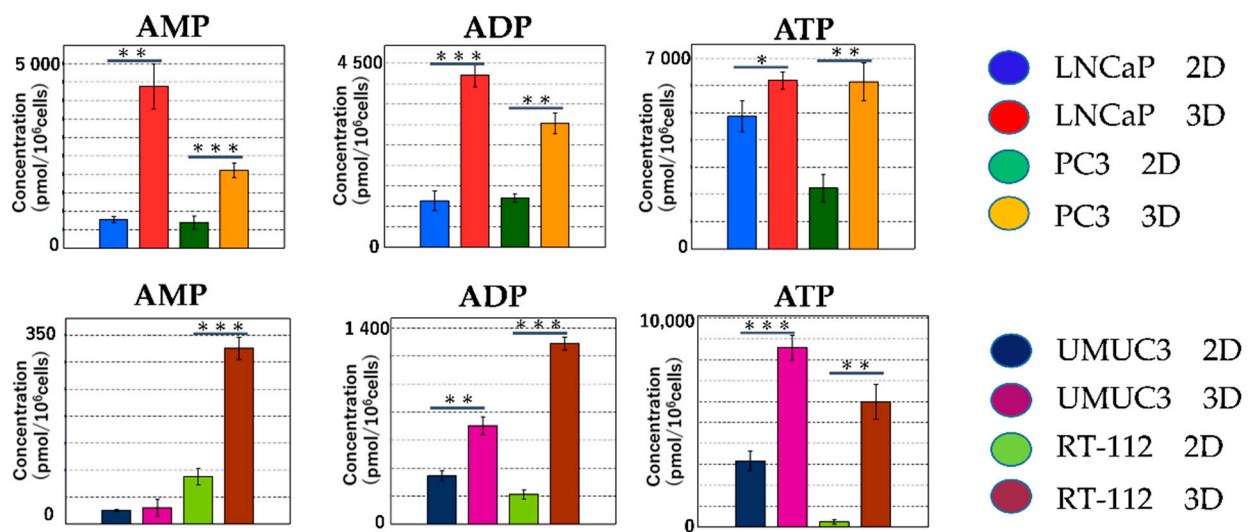 AMP
ADP
ATP
5 000
0
Concentration
(pmol/10⁶cells)
**
***
4 500
0
Concentration
(pmol/10⁶cells)
***
**
7 000
0
Concentration
(pmol/10⁶cells)
*
**
LNCaP 2D
LNCaP 3D
PC3 2D
PC3 3D
AMP
ADP
ATP
350
0
Concentration
(pmol/10⁶cells)
***
1 400
0
Concentration
(pmol/10⁶cells)
**
***
10,000
0
Concentration
(pmol/10⁶cells)
***
**
UMUC3 2D
UMUC3 3D
RT-112 2D
RT-112 3D